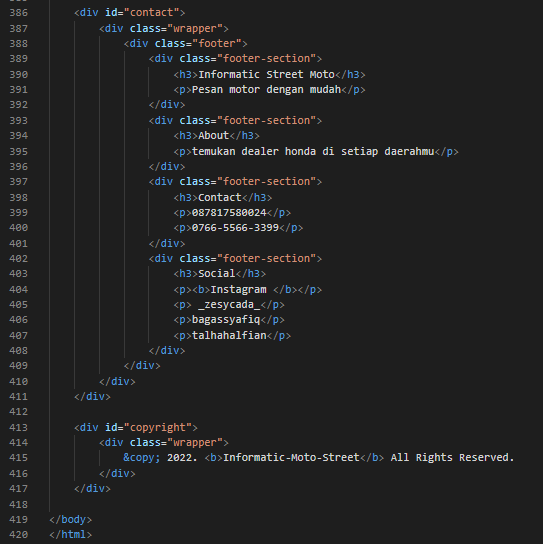 386 <div id="contact">
387 <div class="wrapper">
388 <div class="footer">
389 <div class="footer-section">
390 <h3>Informatic Street Moto</h3>
391 <p>Pesan motor dengan mudah</p>
392 </div>
393 <div class="footer-section">
394 <h3>About</h3>
395 <p>temukan dealer honda di setiap daerahmu</p>
396 </div>
397 <div class="footer-section">
398 <h3>Contact</h3>
399 <p>087817580024</p>
400 <p>0766-5566-3399</p>
401 </div>
402 <div class="footer-section">
403 <h3>Social</h3>
404 <p><b>Instagram </b></p>
405 <p> _zesycada_</p>
406 <p>bagassyafiq</p>
407 <p>talhahalfian</p>
408 </div>
409 </div>
410 </div>
411 </div>
412
413 <div id="copyright">
414 <div class="wrapper">
415 &copy; 2022. <b>Informatic-Moto-Street</b> All Rights Reserved.
416 </div>
417 </div>
418
419 </body>
420 </html>